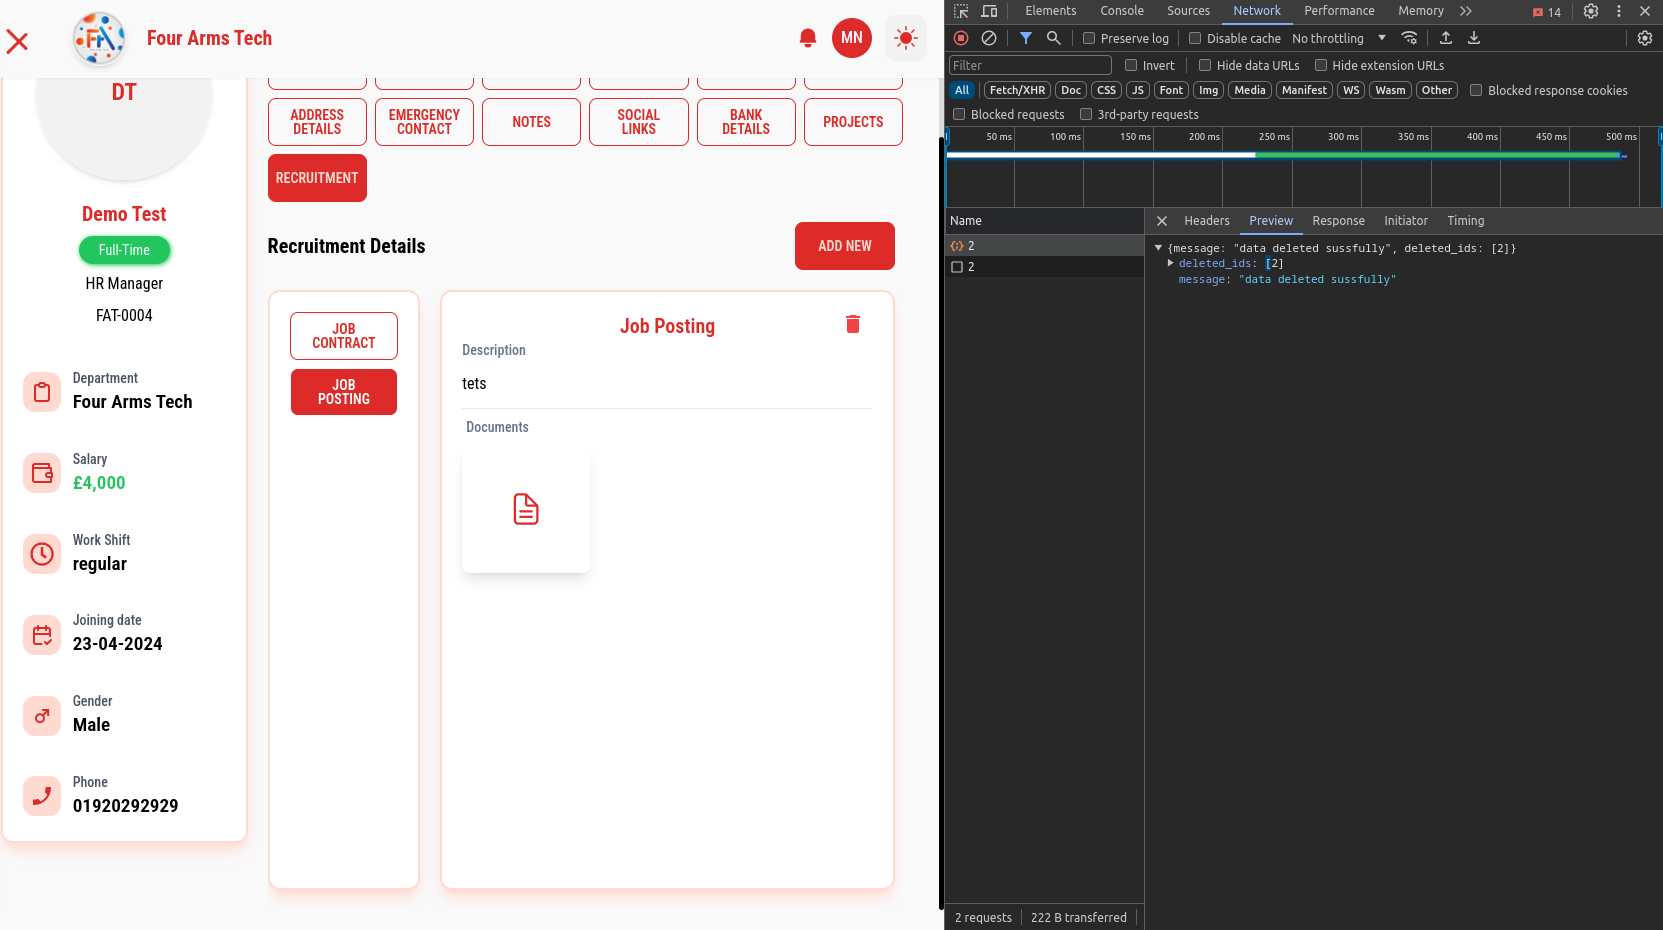 Four Arms Tech
MN
DT
ADDRESS DETAILS
EMERGENCY CONTACT
NOTES
SOCIAL LINKS
BANK DETAILS
PROJECTS
RECRUITMENT
Demo Test
Full-Time
HR Manager
FAT-0004
Department
Four Arms Tech
Salary
£4,000
Work Shift
regular
Joining date
23-04-2024
Gender
Male
Phone
01920292929
Recruitment Details
ADD NEW
JOB CONTRACT
JOB POSTING
Job Posting
Description
tets
Documents
Elements Console Sources Network Performance Memory 14
Preserve log Disable cache No throttling
Filter Invert Hide data URLs Hide extension URLs
All Fetch/XHR Doc CSS JS Font Img Media Manifest WS Wasm Other Blocked response cookies
Blocked requests 3rd-party requests
50 ms 100 ms 150 ms 200 ms 250 ms 300 ms 350 ms 400 ms 450 ms 500 ms
Name
2
2
Headers Preview Response Initiator Timing
{message: "data deleted sussfully", deleted_ids: [2]}
deleted_ids: [2]
message: "data deleted sussfully"
2 requests 222 B transferred